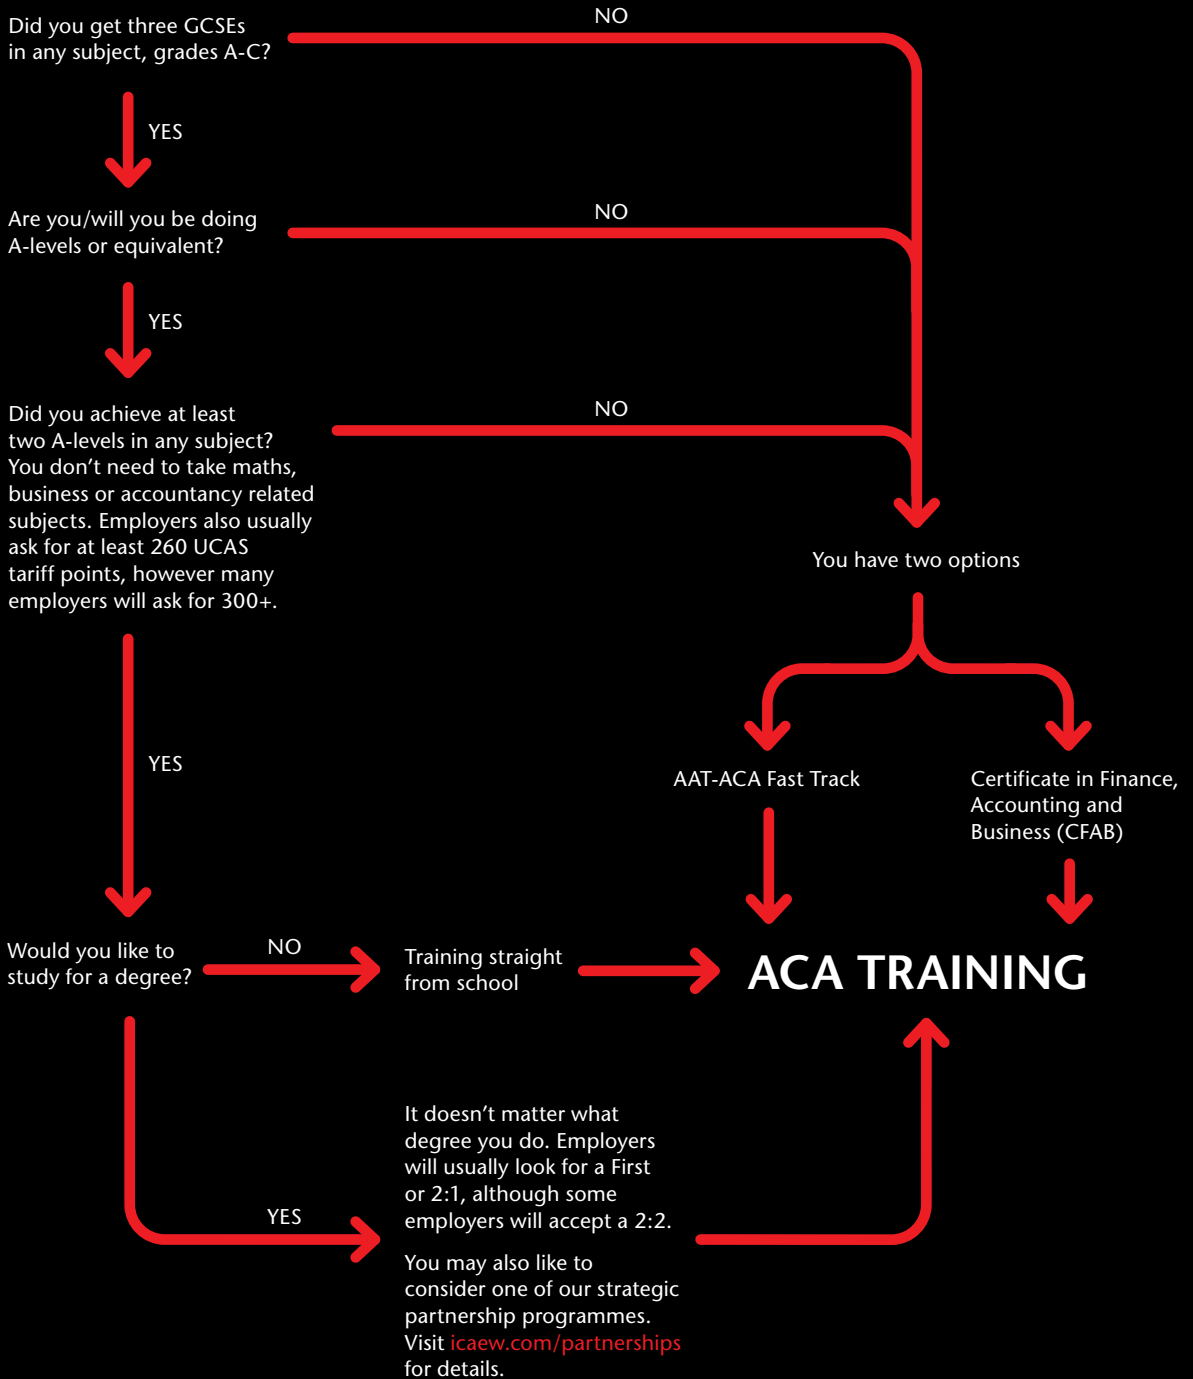 Did you get three GCSEs
in any subject, grades A-C?
NO
YES
Are you/will you be doing
A-levels or equivalent?
NO
YES
Did you achieve at least
two A-levels in any subject?
You don’t need to take maths,
business or accountancy related
subjects. Employers also usually
ask for at least 260 UCAS
tariff points, however many
employers will ask for 300+.
NO
You have two options
YES
AAT-ACA Fast Track
Certificate in Finance,
Accounting and
Business (CFAB)
Would you like to
study for a degree?
NO
Training straight
from school
ACA TRAINING
YES
It doesn’t matter what
degree you do. Employers
will usually look for a First
or 2:1, although some
employers will accept a 2:2.
You may also like to
consider one of our strategic
partnership programmes.
Visit icaew.com/partnerships
for details.